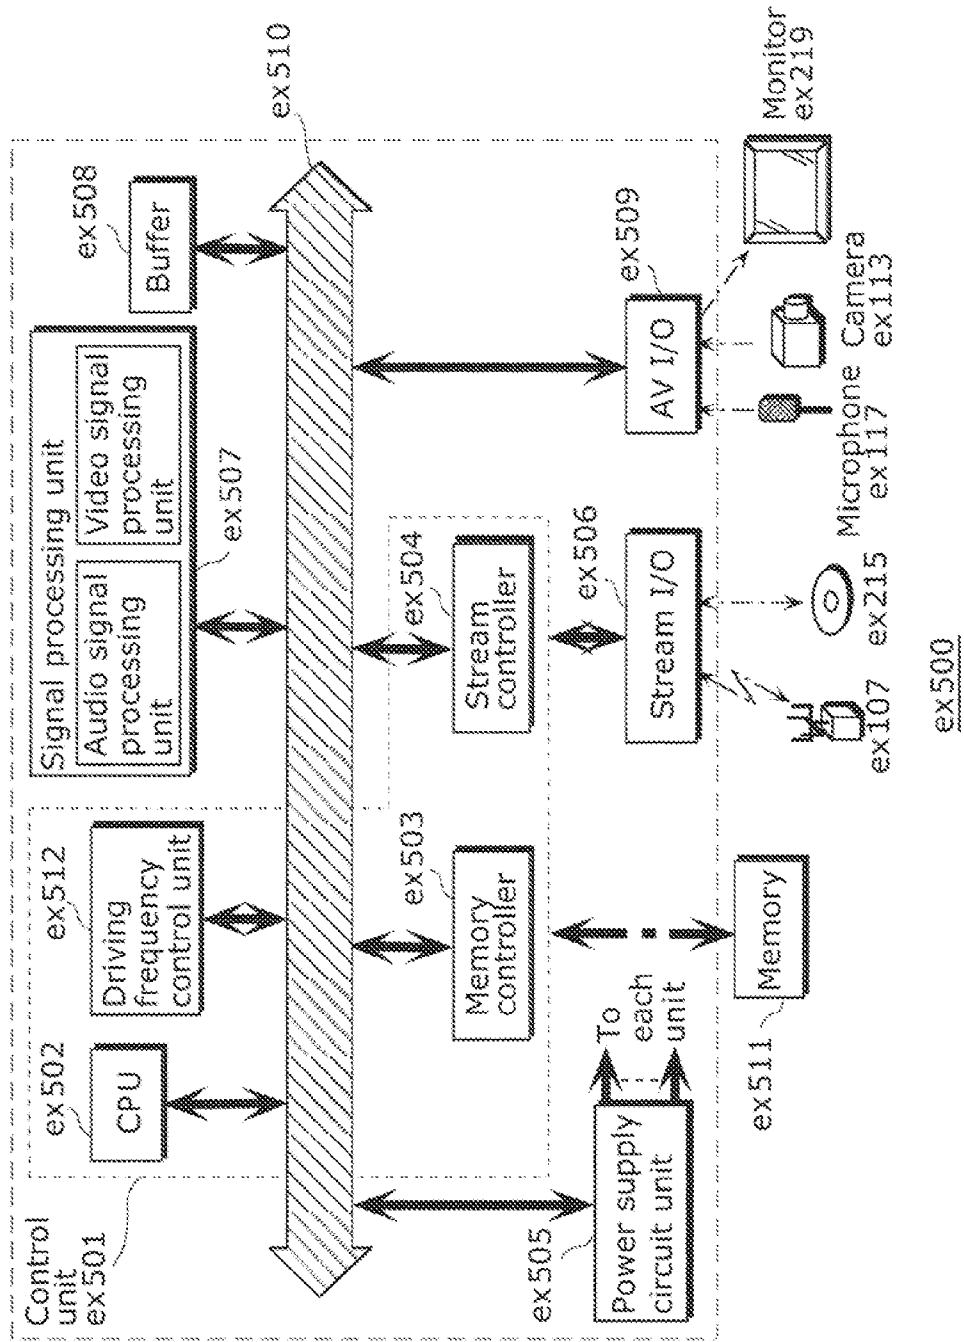 Control
unit
ex501
ex502
CPU
ex512
Driving
frequency
control unit
Signal processing unit
Audio signal
processing
unit
Video signal
processing
unit
ex507
ex508
Buffer
ex510
ex503
Memory
controller
ex504
Stream
controller
ex505
Power supply
circuit unit
To
each
unit
ex506
Stream I/O
ex509
AV I/O
ex511
Memory
ex107
ex215
Microphone
ex117
Camera
ex113
Monitor
ex219
ex500